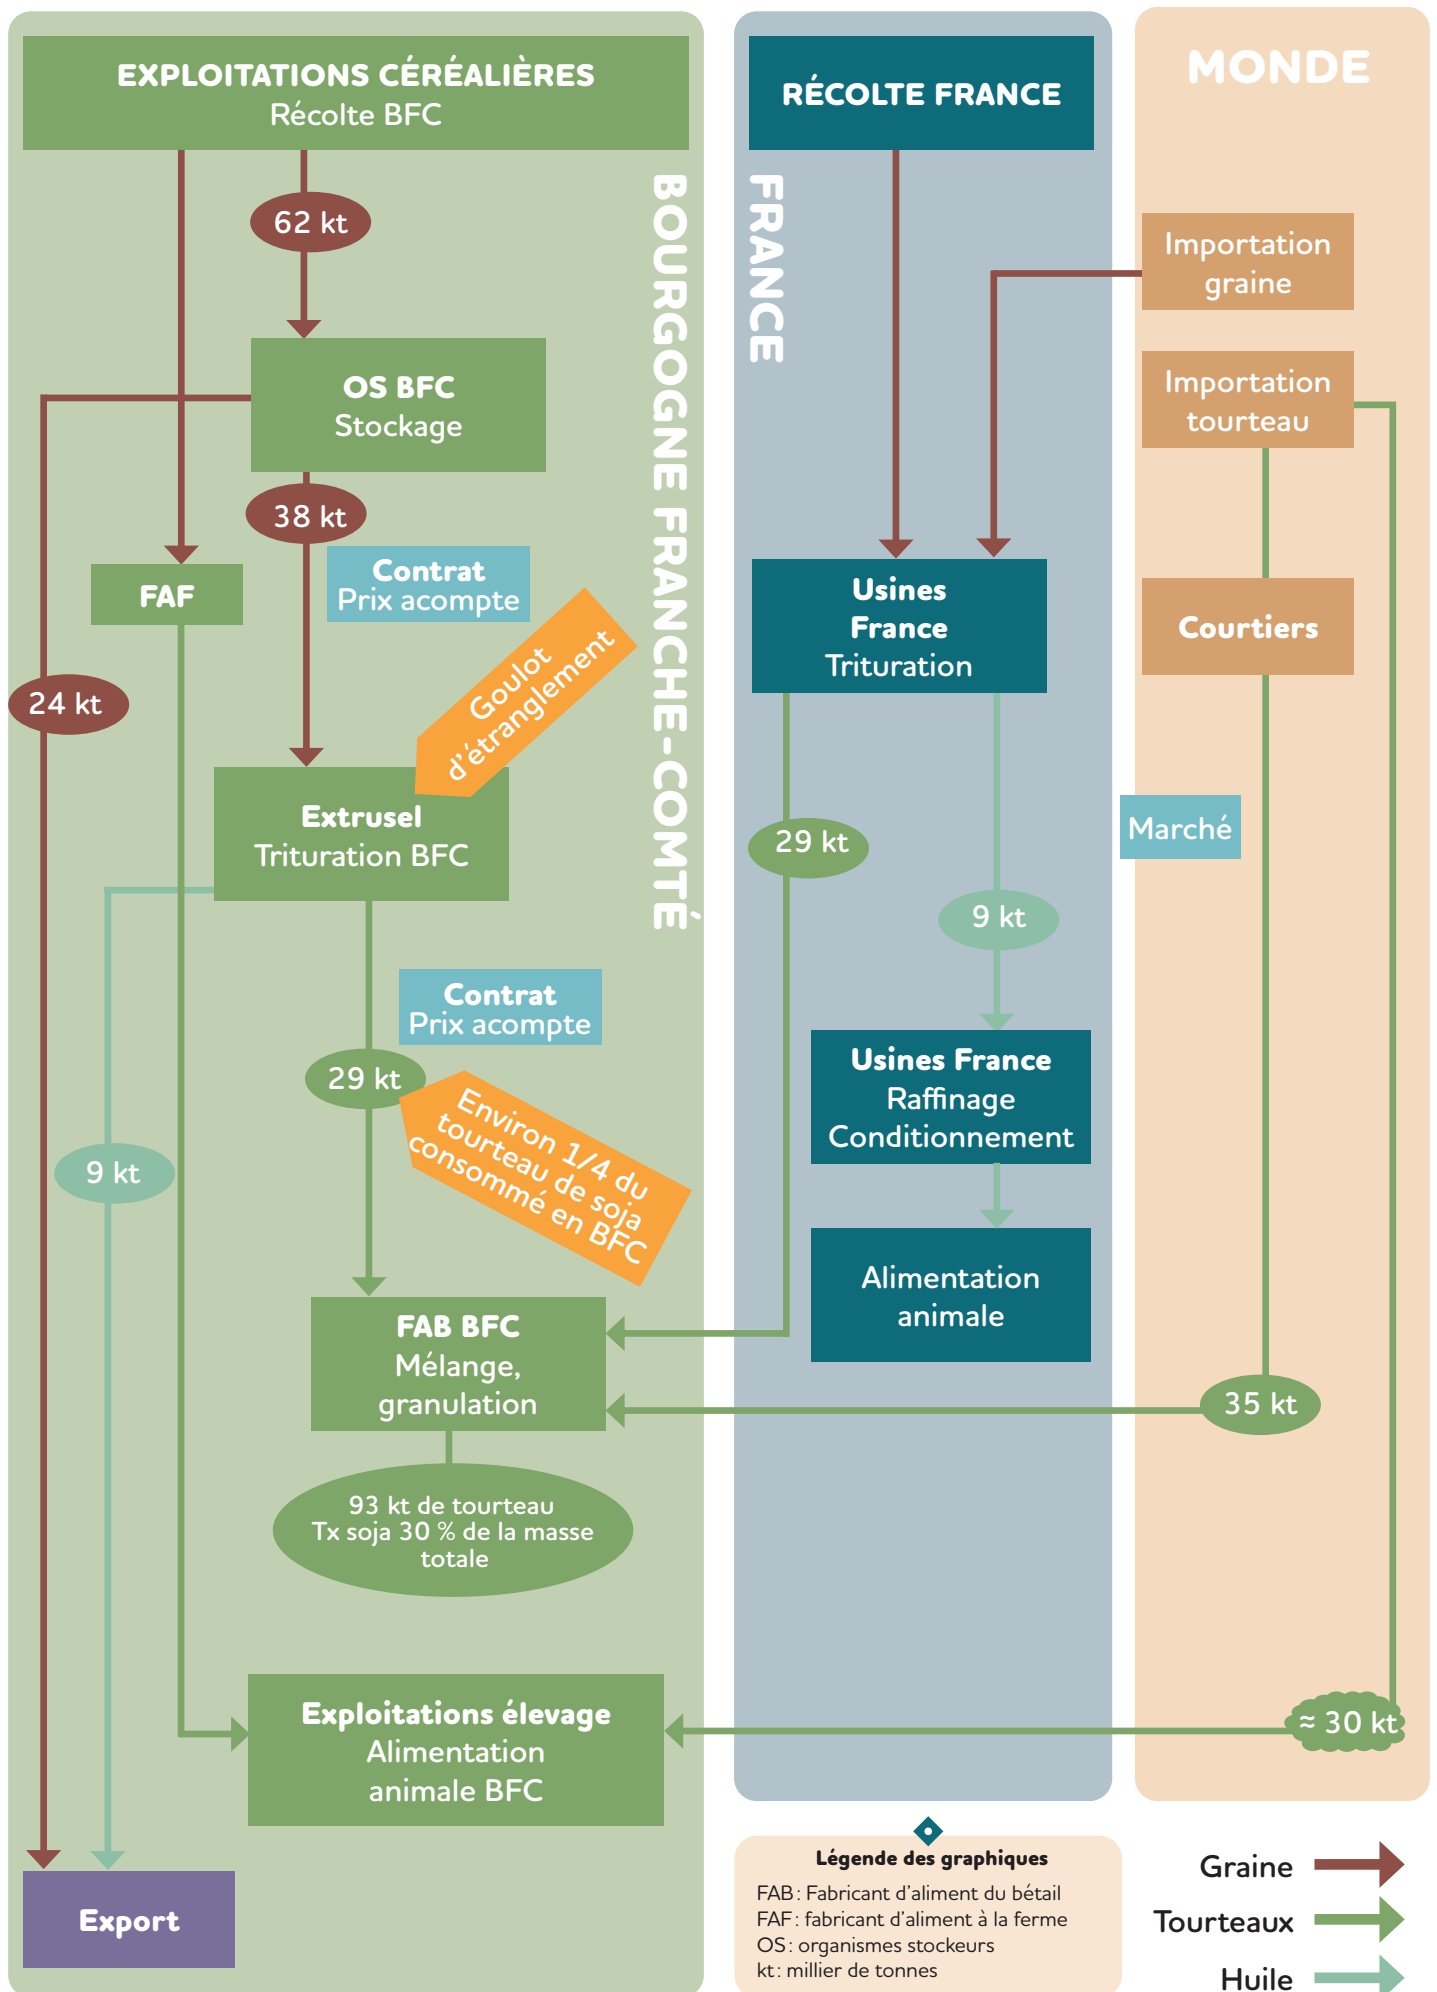 EXPLOITATIONS CÉRÉALIÈRES
Récolte BFC
62 kt
OS BFC
Stockage
38 kt
Contrat
Prix acompte
FAF
Goulot
d'étranglement
24 kt
Extrusel
Trituration BFC
Contrat
Prix acompte
29 kt
Environ 1/4 du
tourteau de soja
consommé en BFC
9 kt
FAB BFC
Mélange,
granulation
93 kt de tourteau
Tx soja 30 % de la masse
totale
Exploitations élevage
Alimentation
animale BFC
Export
BOURGOGNE FRANCHE-COMTÉ
RÉCOLTE FRANCE
FRANCE
Usines
France
Trituration
29 kt
9 kt
Usines France
Raffinage
Conditionnement
Alimentation
animale
MONDE
Importation
graine
Importation
tourteau
Courtiers
Marché
35 kt
≈ 30 kt
Légende des graphiques
FAB : Fabricant d'aliment du bétail
FAF : fabricant d'aliment à la ferme
OS : organismes stockeurs
kt : millier de tonnes
Graine
Tourteaux
Huile